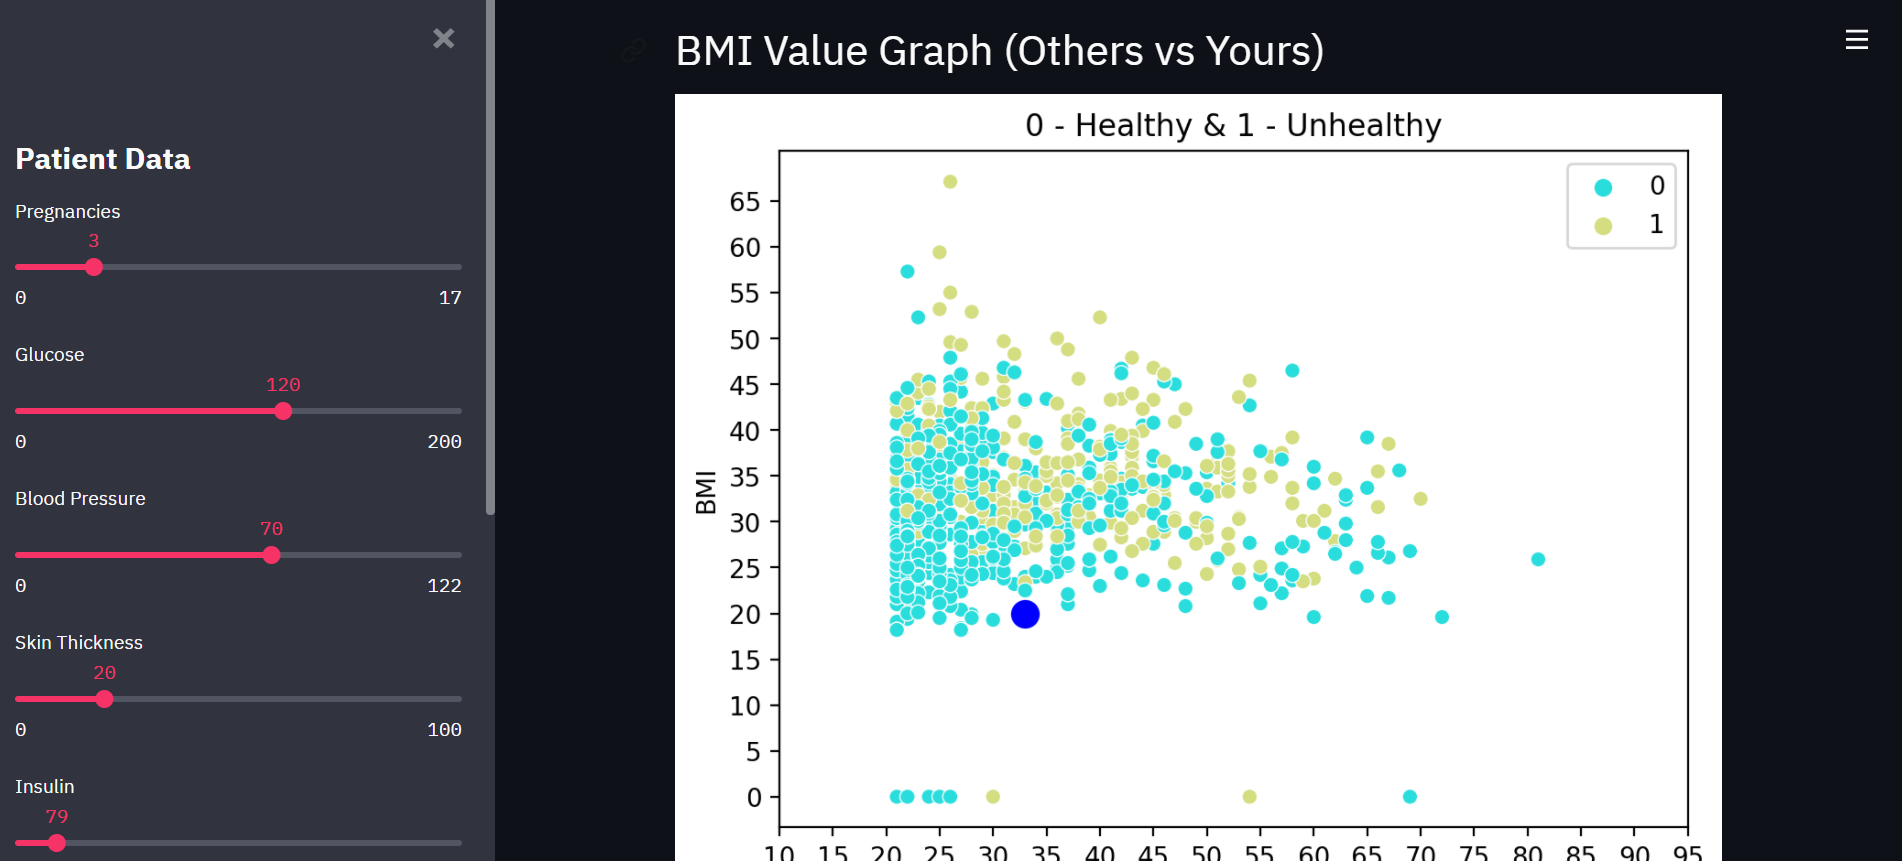 Patient Data
Pregnancies
3
0 17
Glucose
120
0 200
Blood Pressure
70
0 122
Skin Thickness
20
0 100
Insulin
79
BMI Value Graph (Others vs Yours)
0 - Healthy & 1 - Unhealthy
0
1
65
60
55
50
45
40
35
30
25
20
15
10
5
0
BMI
10 15 20 25 30 35 40 45 50 55 60 65 70 75 80 85 90 95